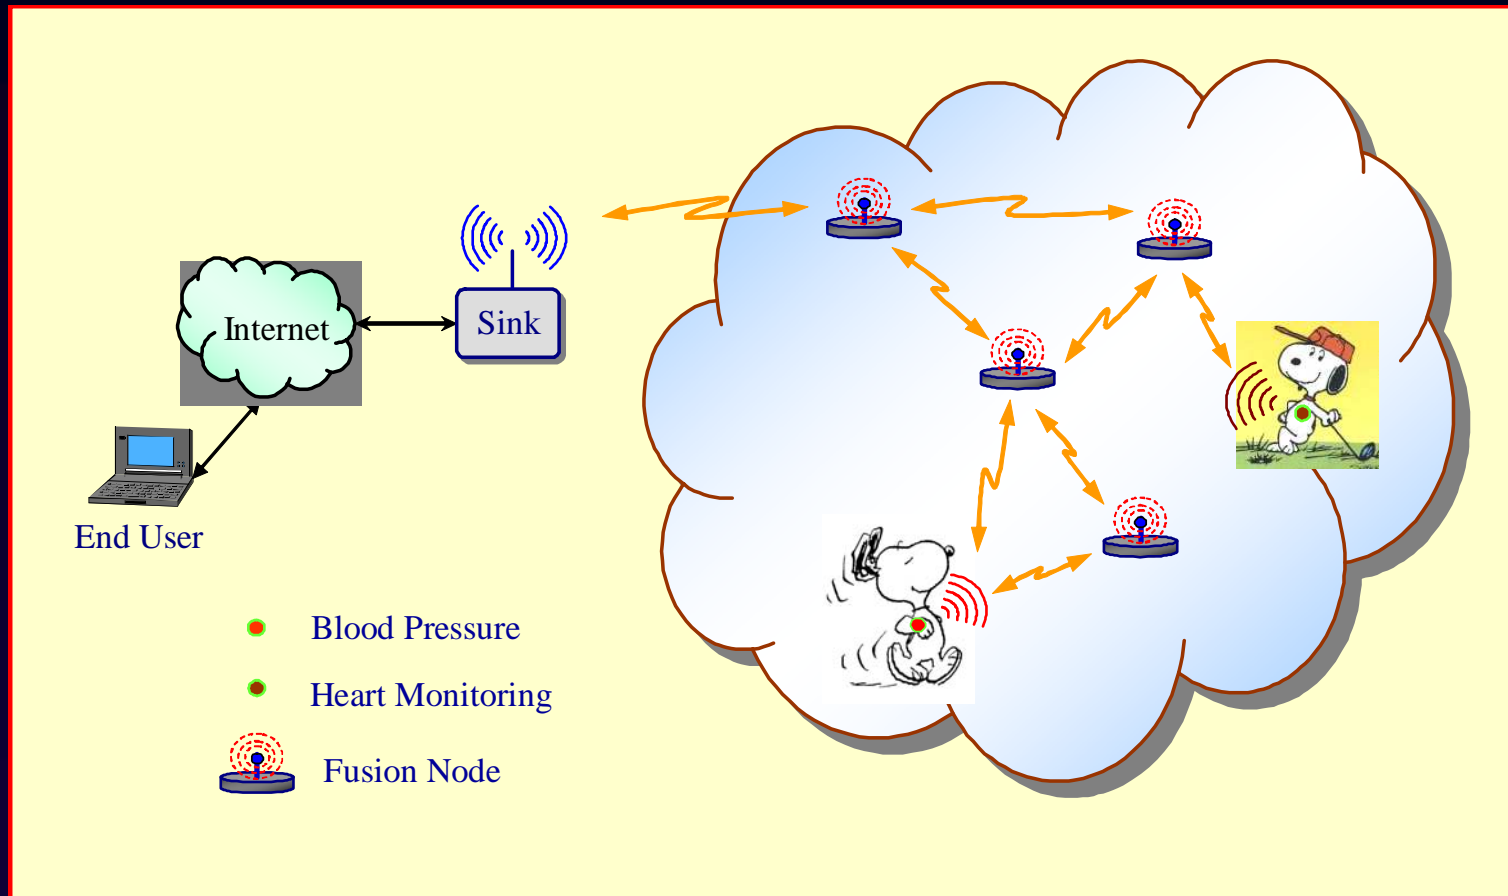 Internet
Sink
End User
Blood Pressure
Heart Monitoring
Fusion Node